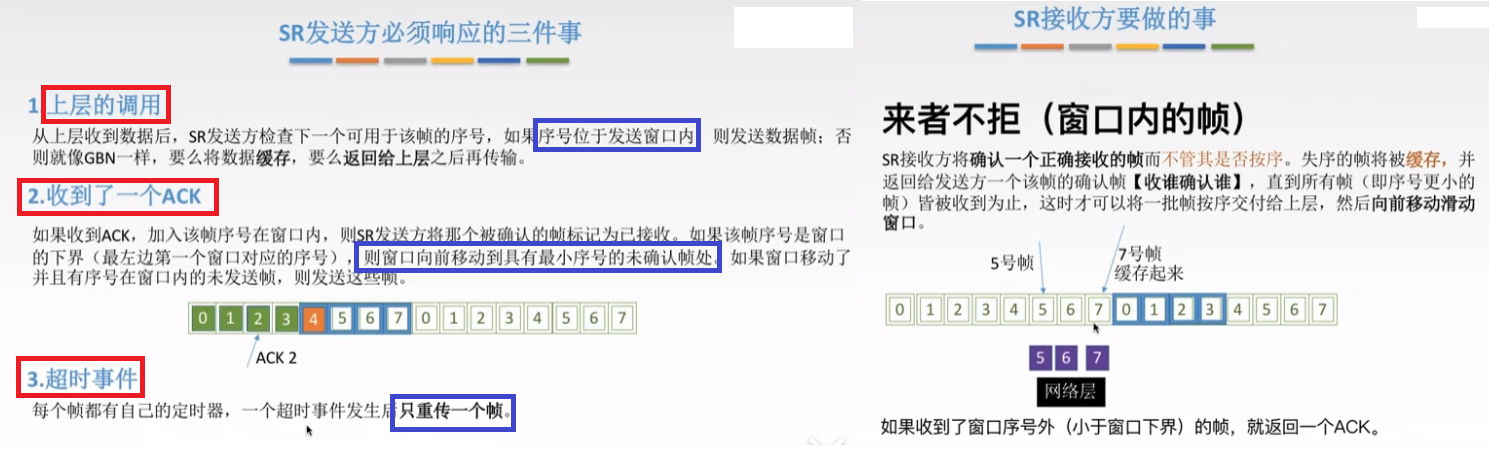 SR发送方必须响应的三件事
1.上层的调用
从上层收到数据后，SR发送方检查下一个可用于该帧的序号，如果序号位于发送窗口内，则发送数据帧；否
则就像GBN一样，要么将数据缓存，要么返回给上层之后再传输。
2.收到了一个ACK
如果收到ACK，加入该帧序号在窗口内，则SR发送方将那个被确认的帧标记为已接收。如果该帧序号是窗口
的下界（最左边第一个窗口对应的序号），则窗口向前移动到具有最小序号的未确认帧处。如果窗口移动了
并且有序号在窗口内的未发送帧，则发送这些帧。
0 1 2 3 4 5 6 7 0 1 2 3 4 5 6 7
ACK 2
3.超时事件
每个帧都有自己的定时器，一个超时事件发生后只重传一个帧。
SR接收方要做的事
来者不拒（窗口内的帧）
SR接收方将确认一个正确接收的帧而不管其是否按序。失序的帧将被缓存，并
返回给发送方一个该帧的确认帧【收谁确认谁】，直到所有帧（即序号更小的
帧）皆被收到为止，这时才可以将一批帧按序交付给上层，然后向前移动滑动
窗口。
5号帧
7号帧
缓存起来
0 1 2 3 4 5 6 7 0 1 2 3 4 5 6 7
5 6 7
网络层
如果收到了窗口序号外（小于窗口下界）的帧，就返回一个ACK。